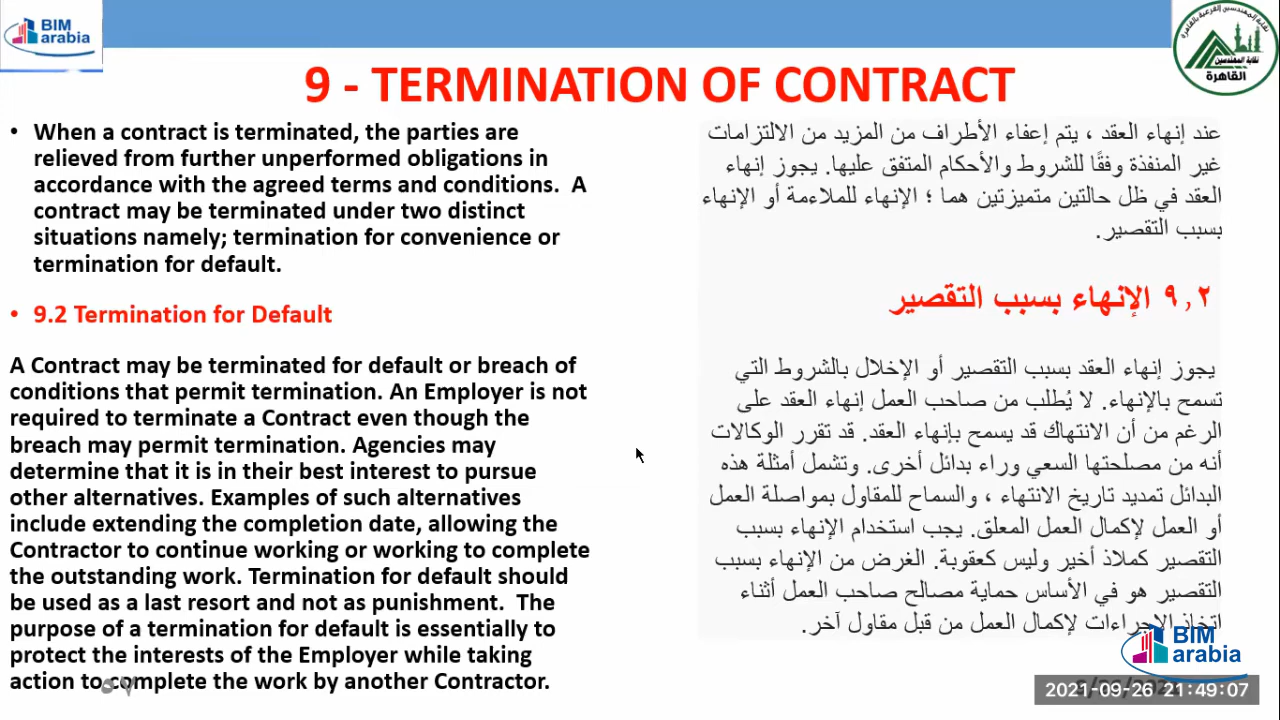 BIM
arabia
نقابة المهندسين الفرعية بالقاهرة
نقابة المهندسين
القاهرة
9 - TERMINATION OF CONTRACT
• When a contract is terminated, the parties are
relieved from further unperformed obligations in
accordance with the agreed terms and conditions. A
contract may be terminated under two distinct
situations namely; termination for convenience or
termination for default.
• 9.2 Termination for Default
A Contract may be terminated for default or breach of
conditions that permit termination. An Employer is not
required to terminate a Contract even though the
breach may permit termination. Agencies may
determine that it is in their best interest to pursue
other alternatives. Examples of such alternatives
include extending the completion date, allowing the
Contractor to continue working or working to complete
the outstanding work. Termination for default should
be used as a last resort and not as punishment. The
purpose of a termination for default is essentially to
protect the interests of the Employer while taking
action to complete the work by another Contractor.
عند إنهاء العقد ، يتم إعفاء الأطراف من المزيد من الالتزامات
غير المنفذة وفقًا للشروط والأحكام المتفق عليها. يجوز إنهاء
العقد في ظل حالتين متميزتين هما ؛ الإنهاء للملاءمة أو الإنهاء
بسبب التقصير.
٩,٢ الإنهاء بسبب التقصير
يجوز إنهاء العقد بسبب التقصير أو الإخلال بالشروط التي
تسمح بالإنهاء. لا يُطلب من صاحب العمل إنهاء العقد على
الرغم من أن الانتهاك قد يسمح بإنهاء العقد. قد تقرر الوكالات
أنه من مصلحتها السعي وراء بدائل أخرى. وتشمل أمثلة هذه
البدائل تمديد تاريخ الانتهاء ، والسماح للمقاول بمواصلة العمل
أو العمل لإكمال العمل المعلق. يجب استخدام الإنهاء بسبب
التقصير كملاذ أخير وليس كعقوبة. الغرض من الإنهاء بسبب
التقصير هو في الأساس حماية مصالح صاحب العمل أثناء
اتخاذ الإجراءات لإكمال العمل من قبل مقاول آخر.
BIM
arabia
2021-09-26 21:49:07